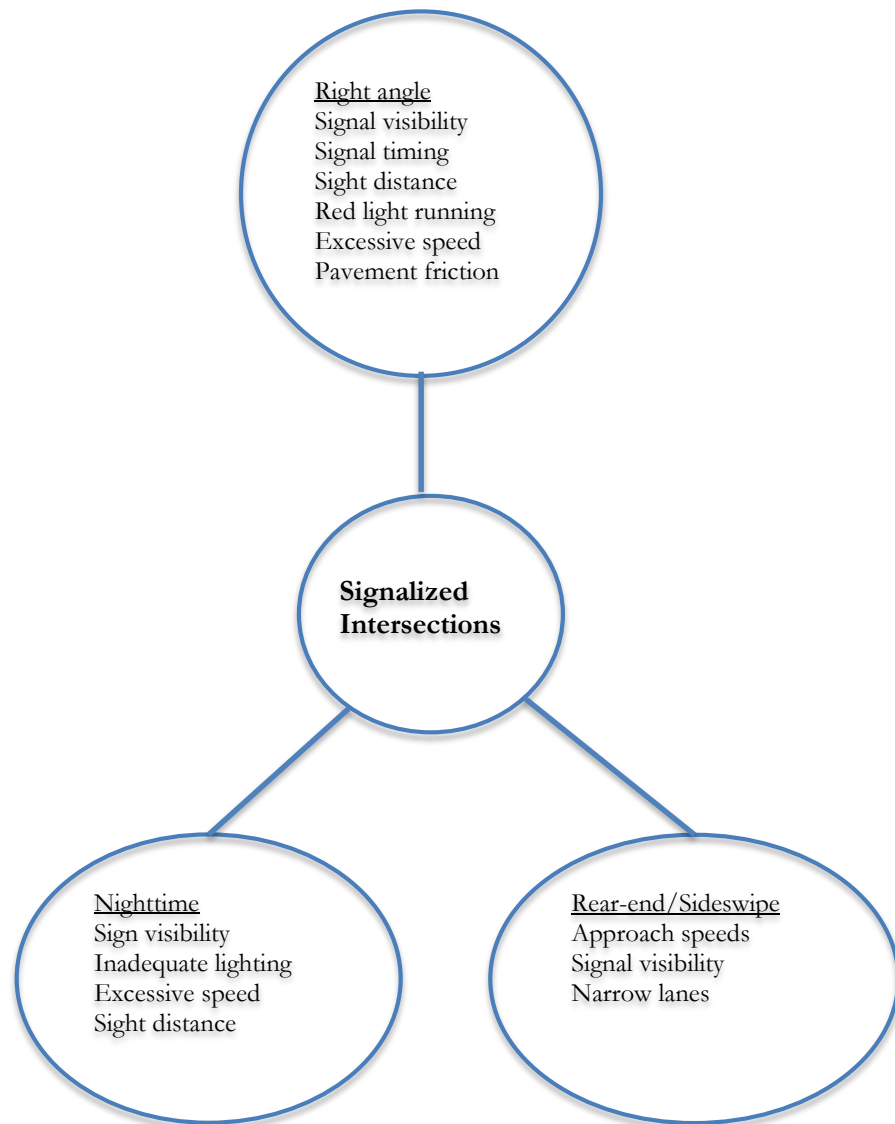 Right angle
Signal visibility
Signal timing
Sight distance
Red light running
Excessive speed
Pavement friction
Signalized
Intersections
Nighttime
Sign visibility
Inadequate lighting
Excessive speed
Sight distance
Rear-end/Sideswipe
Approach speeds
Signal visibility
Narrow lanes